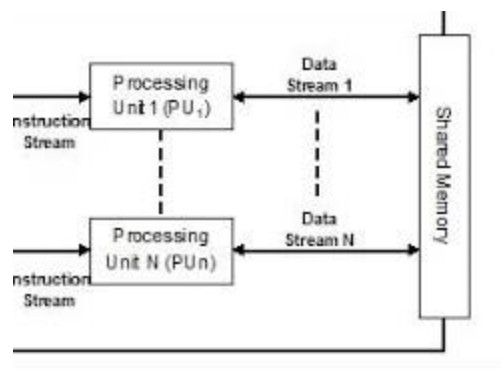 Processing
Unit 1 (PU1)
Data
Stream 1
nstruction
Stream
Shared Memory
Processing
Unit N (PUn)
Data
Stream N
nstruction
Stream